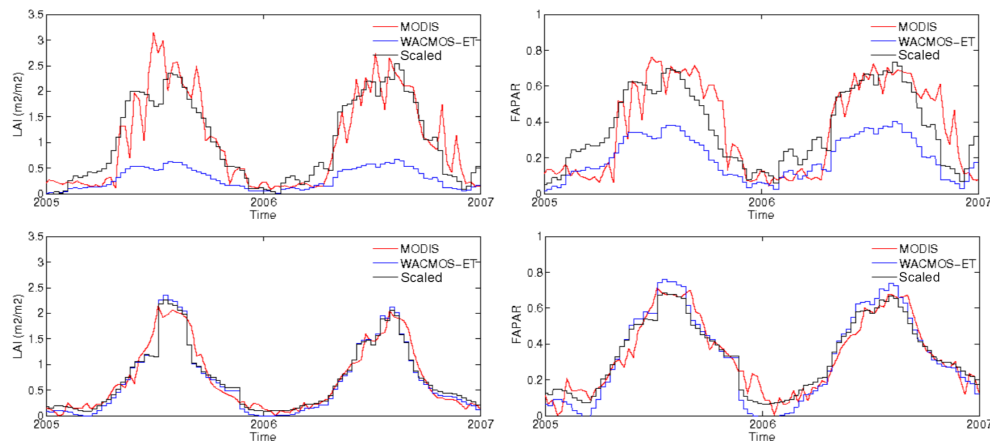 3.5
3
2.5
2
1.5
1
0.5
0
LAI (m2/m2)
MODIS
WACMOS-ET
Scaled
2005
2006
2007
Time
1
0.8
0.6
0.4
0.2
0
FAPAR
MODIS
WACMOS-ET
Scaled
2005
2006
2007
Time
3.5
3
2.5
2
1.5
1
0.5
0
LAI (m2/m2)
MODIS
WACMOS-ET
Scaled
2005
2006
2007
Time
1
0.8
0.6
0.4
0.2
0
FAPAR
MODIS
WACMOS-ET
Scaled
2005
2006
2007
Time